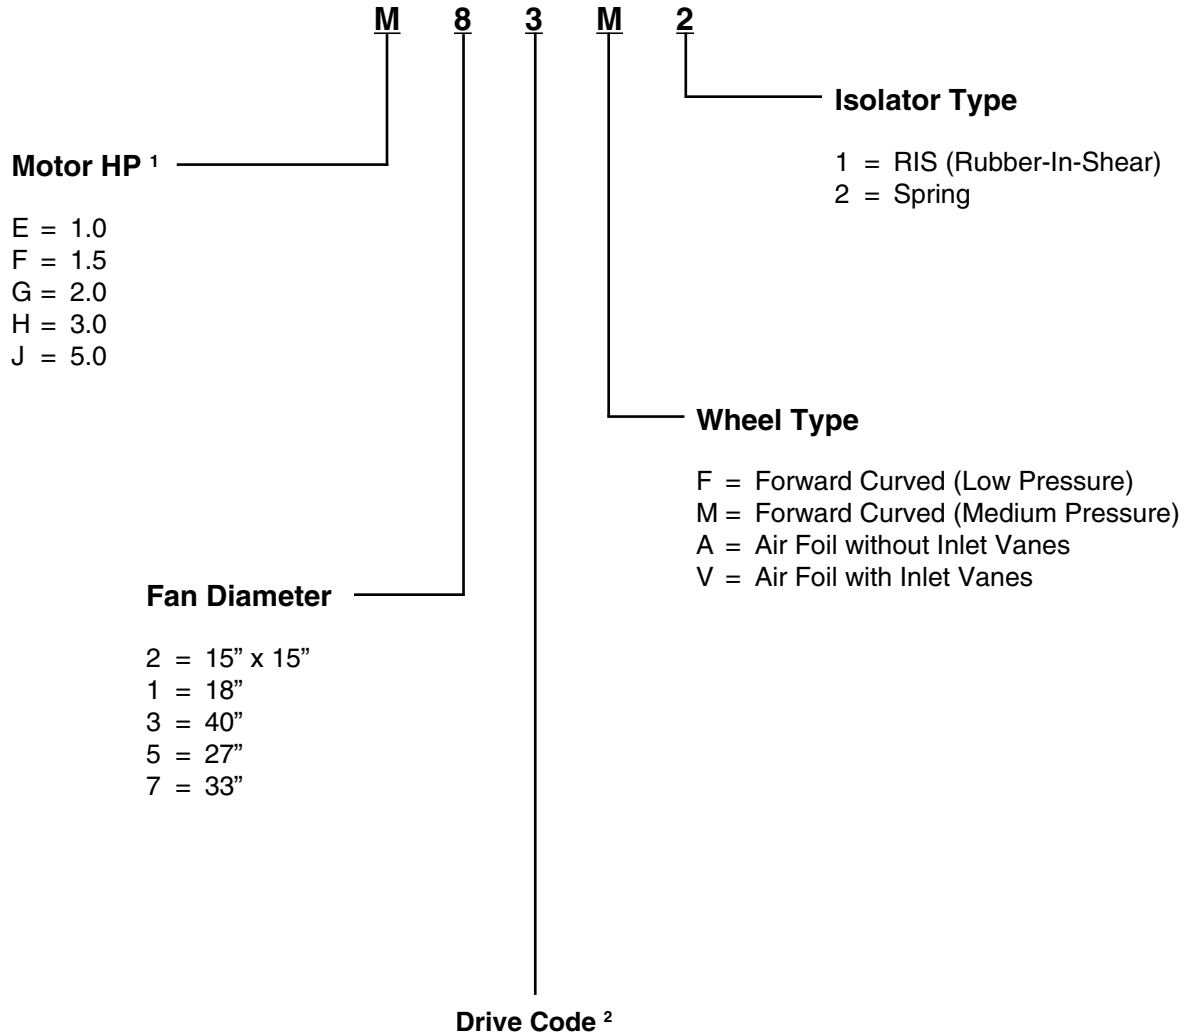 M 8 3 M 2
Isolator Type
1 = RIS (Rubber-In-Shear)
2 = Spring
Motor HP ¹
E = 1.0
F = 1.5
G = 2.0
H = 3.0
J = 5.0
Wheel Type
F = Forward Curved (Low Pressure)
M = Forward Curved (Medium Pressure)
A = Air Foil without Inlet Vanes
V = Air Foil with Inlet Vanes
Fan Diameter
2 = 15” x 15”
1 = 18”
3 = 40”
5 = 27”
7 = 33”
Drive Code ²